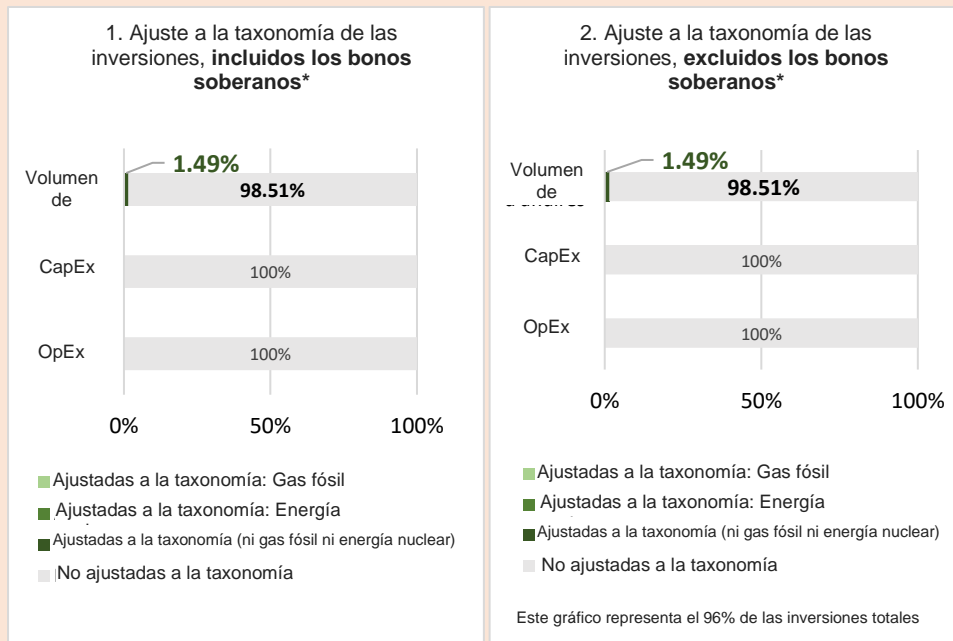 1. Ajuste a la taxonomía de las
inversiones, incluidos los bonos
soberanos*
1.49%
Volumen
de
98.51%
CapEx
100%
OpEx
100%
0%
50%
100%
Ajustadas a la taxonomía: Gas fósil
Ajustadas a la taxonomía: Energía
Ajustadas a la taxonomía (ni gas fósil ni energía nuclear)
No ajustadas a la taxonomía
2. Ajuste a la taxonomía de las
inversiones, excluidos los bonos
soberanos*
1.49%
Volumen
de
98.51%
CapEx
100%
OpEx
100%
0%
50%
100%
Ajustadas a la taxonomía: Gas fósil
Ajustadas a la taxonomía: Energía
Ajustadas a la taxonomía (ni gas fósil ni energía nuclear)
No ajustadas a la taxonomía
Este gráfico representa el 96% de las inversiones totales